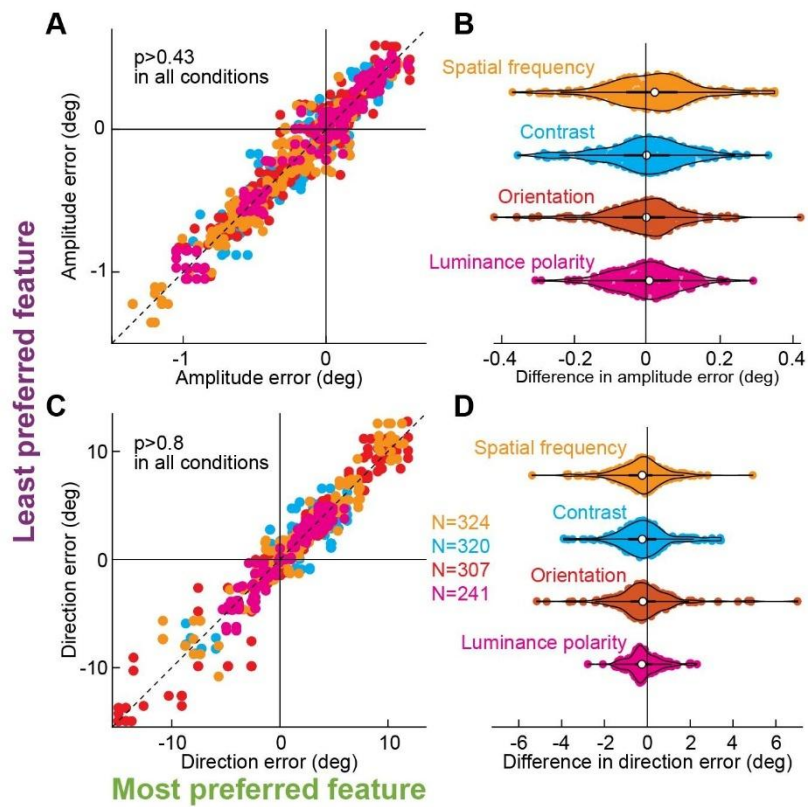 A
p>0.43
in all conditions
0
-1
Amplitude error (deg)
-1
0
Amplitude error (deg)
B
Spatial frequency
Contrast
Orientation
Luminance polarity
-0.4
-0.2
0
0.2
0.4
Difference in amplitude error (deg)
Least preferred feature
C
p>0.8
in all conditions
10
0
-10
Direction error (deg)
-10
0
10
Direction error (deg)
Most preferred feature
N=324
N=320
N=307
N=241
D
Spatial frequency
Contrast
Orientation
Luminance polarity
-6
-4
-2
0
2
4
6
Difference in direction error (deg)